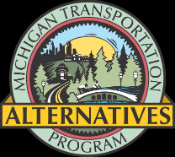 MICHIGAN TRANSPORTATION
ALTERNATIVES
PROGRAM